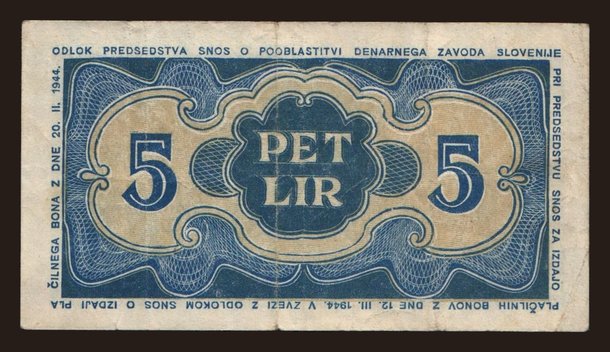 ODLOK PREDSEDSTVA SNOS O POOBLASTITVI DENARNEGA ZAVODA SLOVENIJE
PRI PREDSEDSTVU SNOS ZA IZDAJO
PLAČILNIH BONOV Z DNE 12. III. 1944. V ZVEZI Z ODLOKOM SNOS O IZDAJI PLA
ČILNEGA BONA Z DNE 20. II. 1944.
5
PET
LIR
5